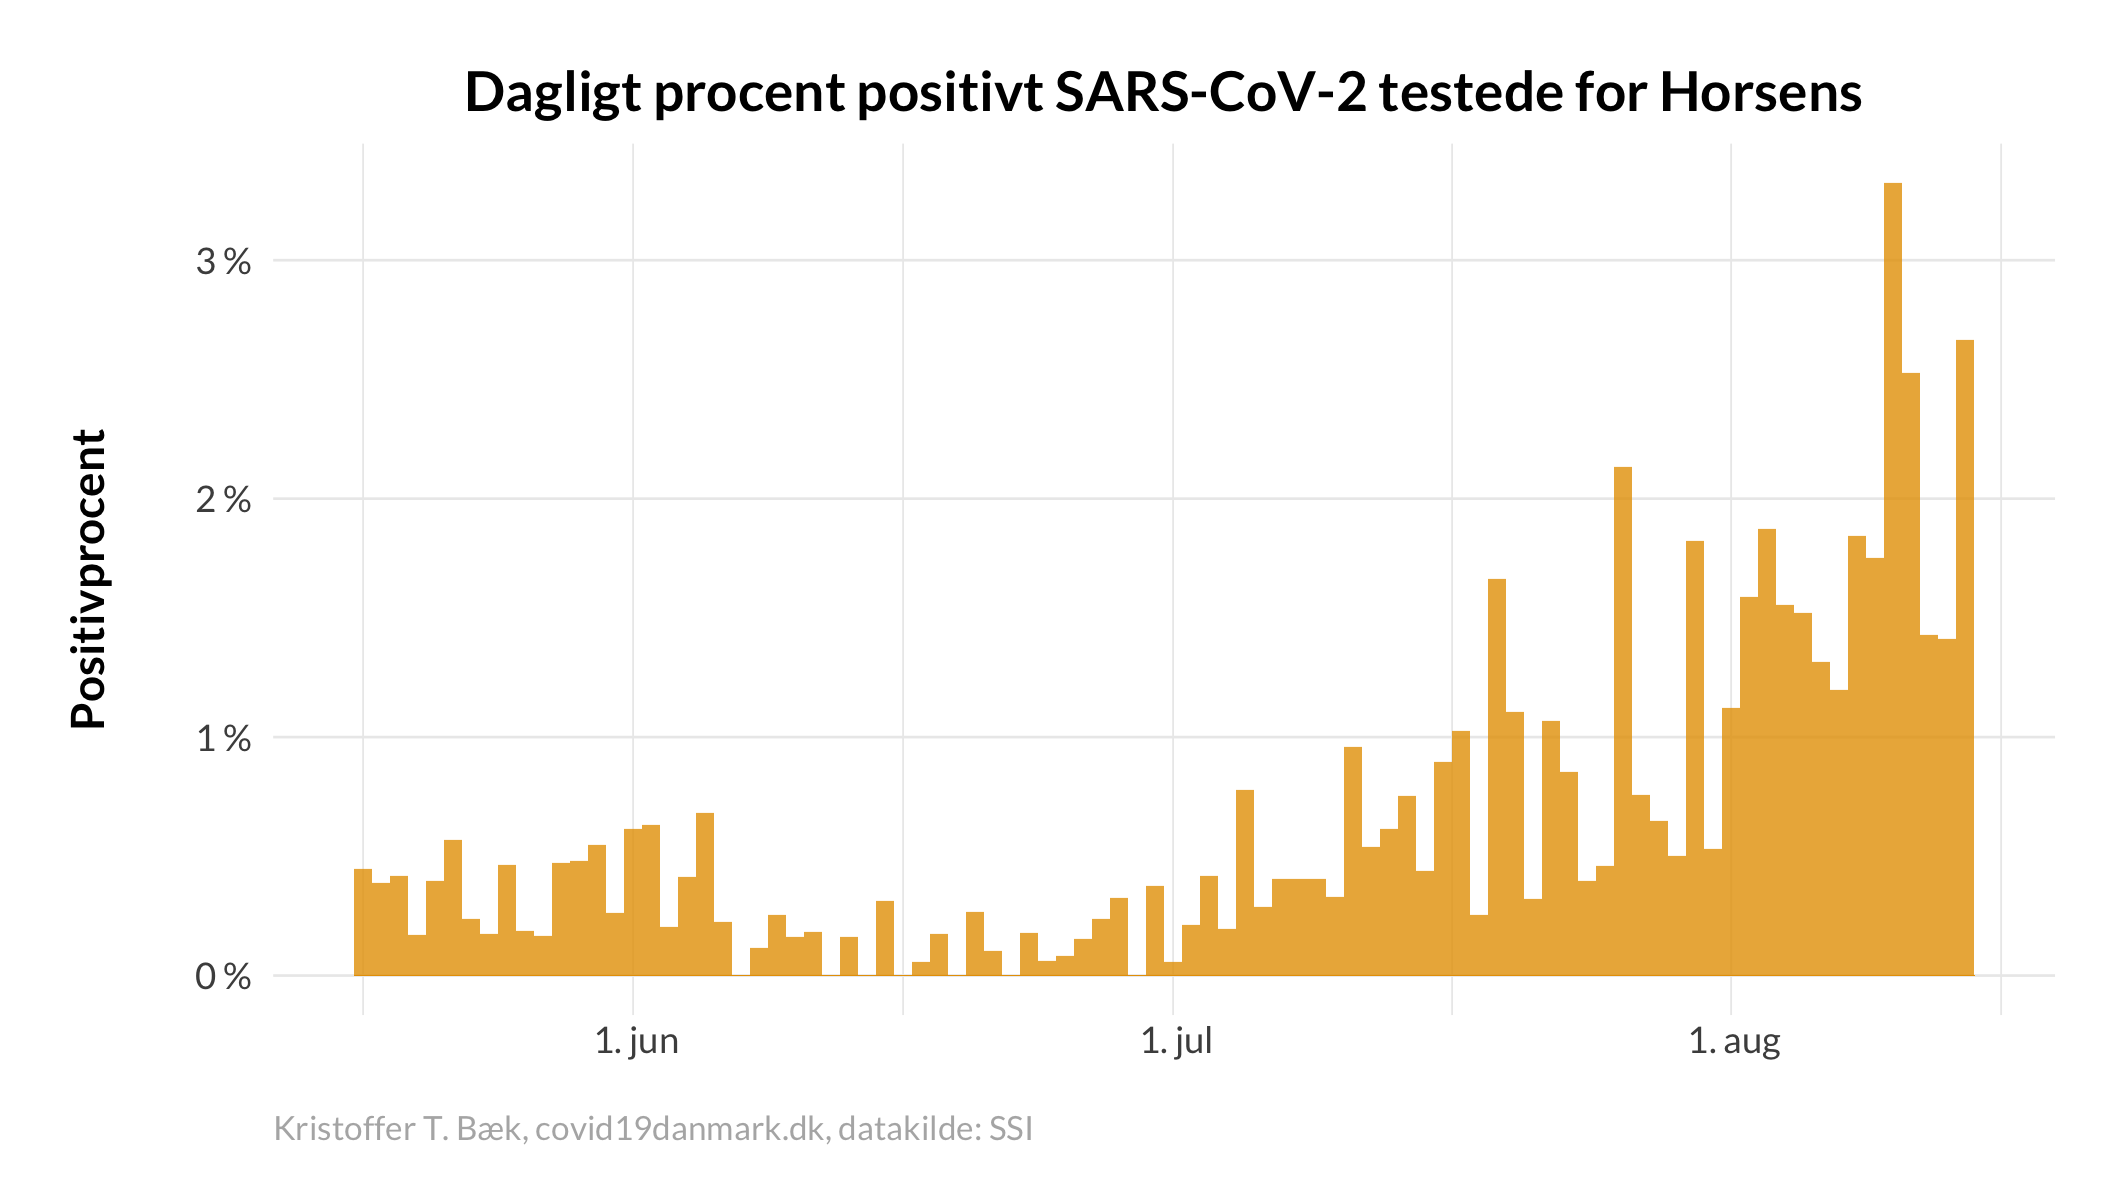 Dagligt procent positivt SARS-CoV-2 testede for Horsens
Positivprocent
3 %
2 %
1 %
0 %
1. jun
1. jul
1. aug
Kristoffer T. Bæk, covid19danmark.dk, datakilde: SSI